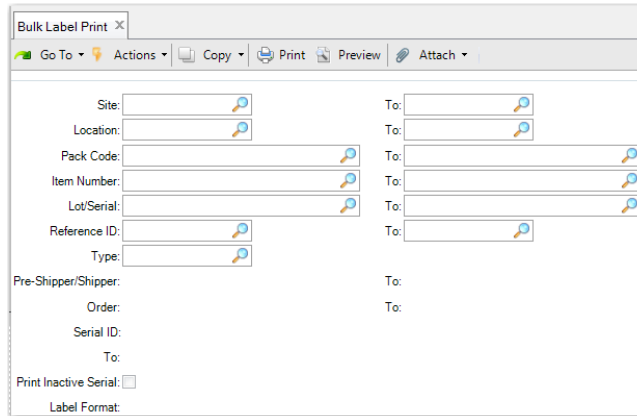 Bulk Label Print
Go To Actions Copy Print Preview Attach
Site: To:
Location: To:
Pack Code: To:
Item Number: To:
Lot/Serial: To:
Reference ID: To:
Type:
Pre-Shipper/Shipper: To:
Order: To:
Serial ID:
To:
Print Inactive Serial:
Label Format: